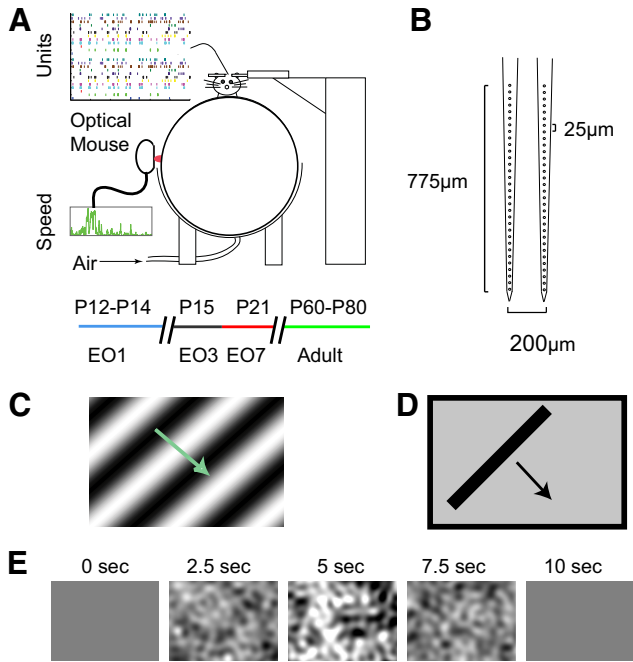 A
Units
Optical
Mouse
Speed
Air
P12-P14
P15
P21
P60-P80
EO1
EO3
EO7
Adult
B
25µm
775µm
200µm
C
D
E
0 sec
2.5 sec
5 sec
7.5 sec
10 sec